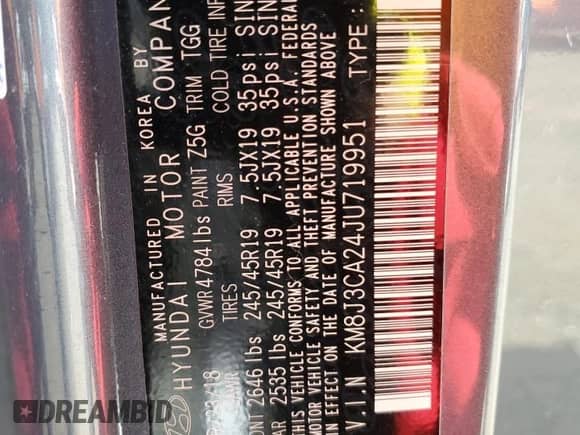 MANUFACTURED IN KOREA BY
HYUNDAI MOTOR COMPAN
GVWR 4784lbs PAINT Z5G TRIM TGG
TIRES RIMS COLD TIRE INF
2646 lbs 245/45R19 7.5JX19 35psi SIN
2535 lbs 245/45R19 7.5JX19 35psi SIN
THIS VEHICLE CONFORMS TO ALL APPLICABLE U.S.A. FEDERAL
MOTOR VEHICLE SAFETY AND THEFT PREVENTION STANDARDS
IN EFFECT ON THE DATE OF MANUFACTURE SHOWN ABOVE
V.I.N KM8J3CA24JU719951 TYPE:
DREAMBID